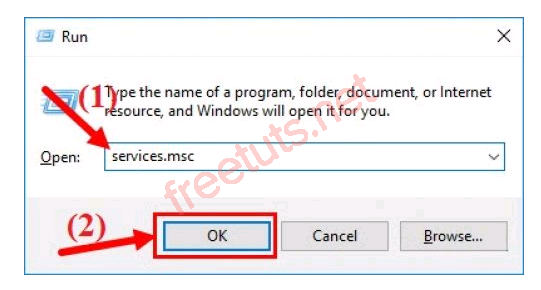 Run
(1)
Type the name of a program, folder, document, or Internet
resource, and Windows will open it for you.
Open: services.msc
freetuts.net
(2)
OK Cancel Browse...